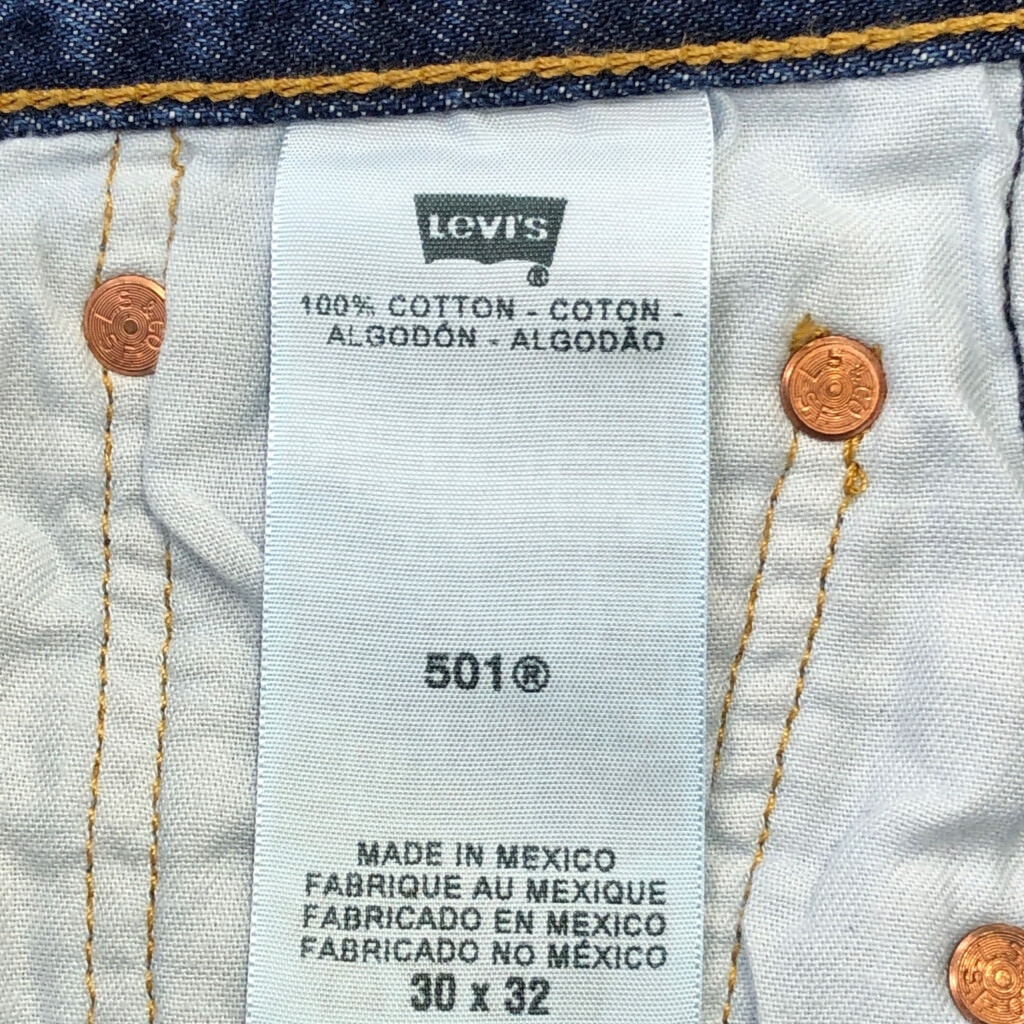 LEVI'S
®
100% COTTON - COTON -
ALGODÓN - ALGODÃO
501®
MADE IN MEXICO
FABRIQUE AU MEXIQUE
FABRICADO EN MEXICO
FABRICADO NO MÉXICO
30 x 32